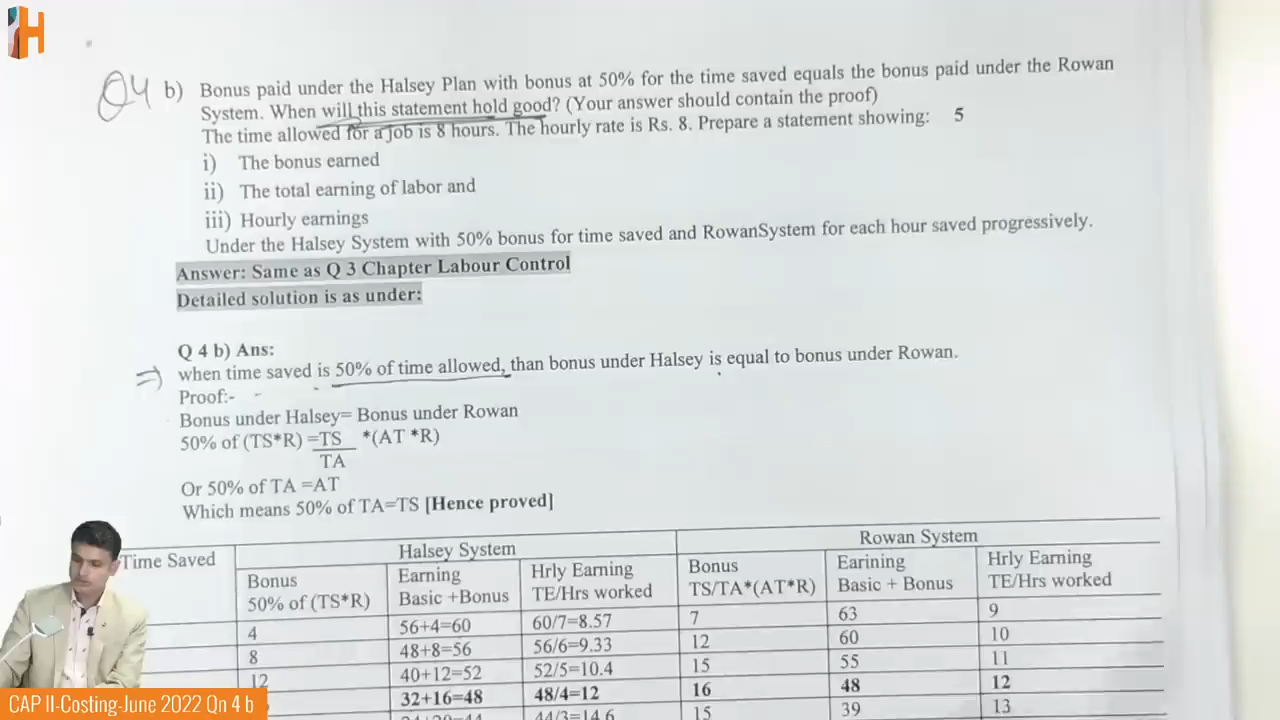 H
Q4 b) Bonus paid under the Halsey Plan with bonus at 50% for the time saved equals the bonus paid under the Rowan
System. When will this statement hold good? (Your answer should contain the proof)
The time allowed for a job is 8 hours. The hourly rate is Rs. 8. Prepare a statement showing: 5
i) The bonus earned
ii) The total earning of labor and
iii) Hourly earnings
Under the Halsey System with 50% bonus for time saved and RowanSystem for each hour saved progressively.
Answer: Same as Q 3 Chapter Labour Control
Detailed solution is as under:
Q 4 b) Ans:
when time saved is 50% of time allowed, than bonus under Halsey is equal to bonus under Rowan.
Proof:-
Bonus under Halsey= Bonus under Rowan
50% of (TS*R) =TS *(AT *R)
TA
Or 50% of TA =AT
Which means 50% of TA=TS [Hence proved]
Time Saved Halsey System Rowan System
Bonus Earning Hrly Earning Bonus Earining Hrly Earning
50% of (TS*R) Basic +Bonus TE/Hrs worked TS/TA*(AT*R) Basic + Bonus TE/Hrs worked
4 56+4=60 60/7=8.57 7 63 9
8 48+8=56 56/6=9.33 12 60 10
12 40+12=52 52/5=10.4 15 55 11
32+16=48 48/4=12 16 48 12
24+20=44 44/3=14.6 15 39 13
CAP II-Costing-June 2022 Qn 4 b